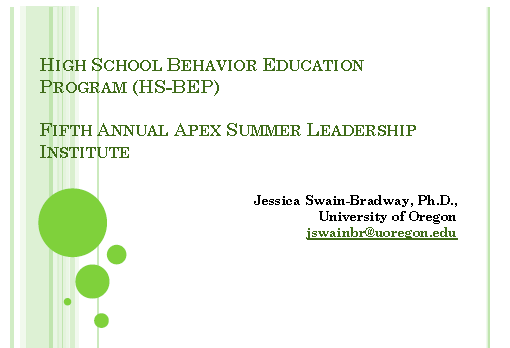 High School Behavior Education
Program (HS-BEP)
Fifth Annual Apex Summer Leadership
Institute
Jessica Swain-Bradway, Ph.D.,
University of Oregon
jswainbr@uoregon.edu